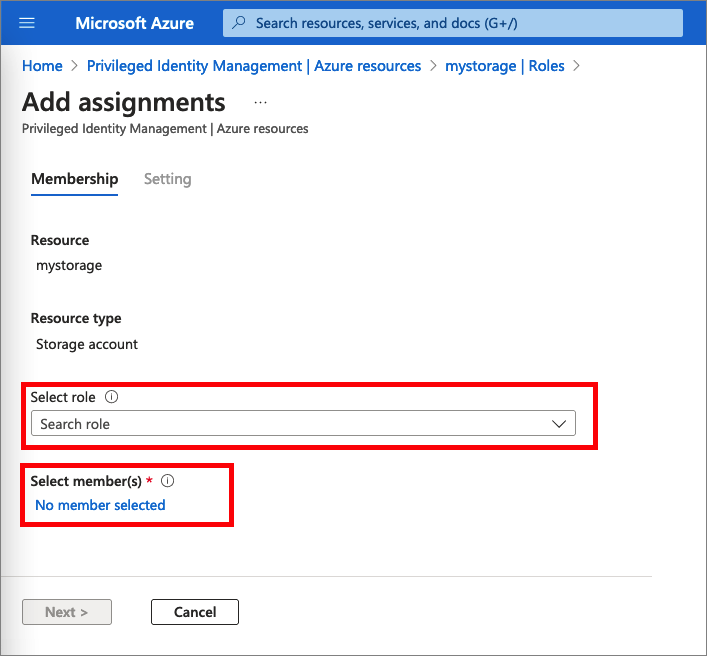 Microsoft Azure
Search resources, services, and docs (G+/)
Home > Privileged Identity Management | Azure resources > mystorage | Roles >
Add assignments ...
Privileged Identity Management | Azure resources
Membership Setting
Resource
mystorage
Resource type
Storage account
Select role
Search role
Select member(s) *
No member selected
Next > Cancel